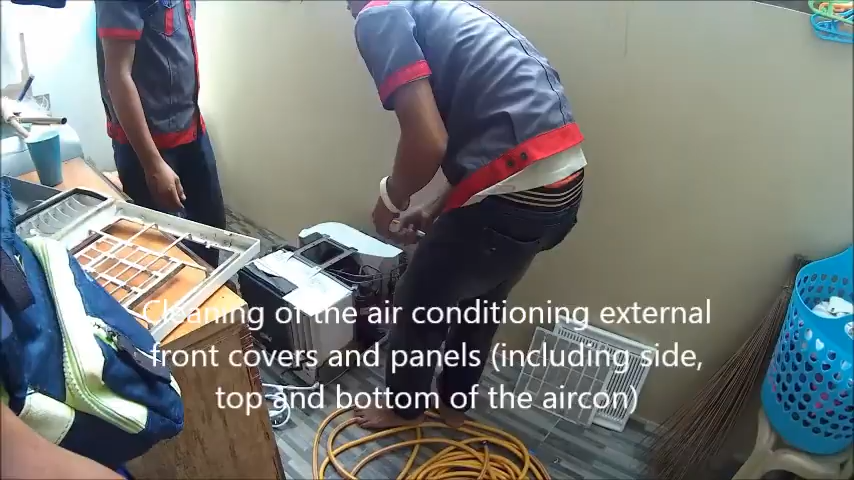 Cleaning of the air conditioning external
front covers and panels (including side,
top and bottom of the aircon)